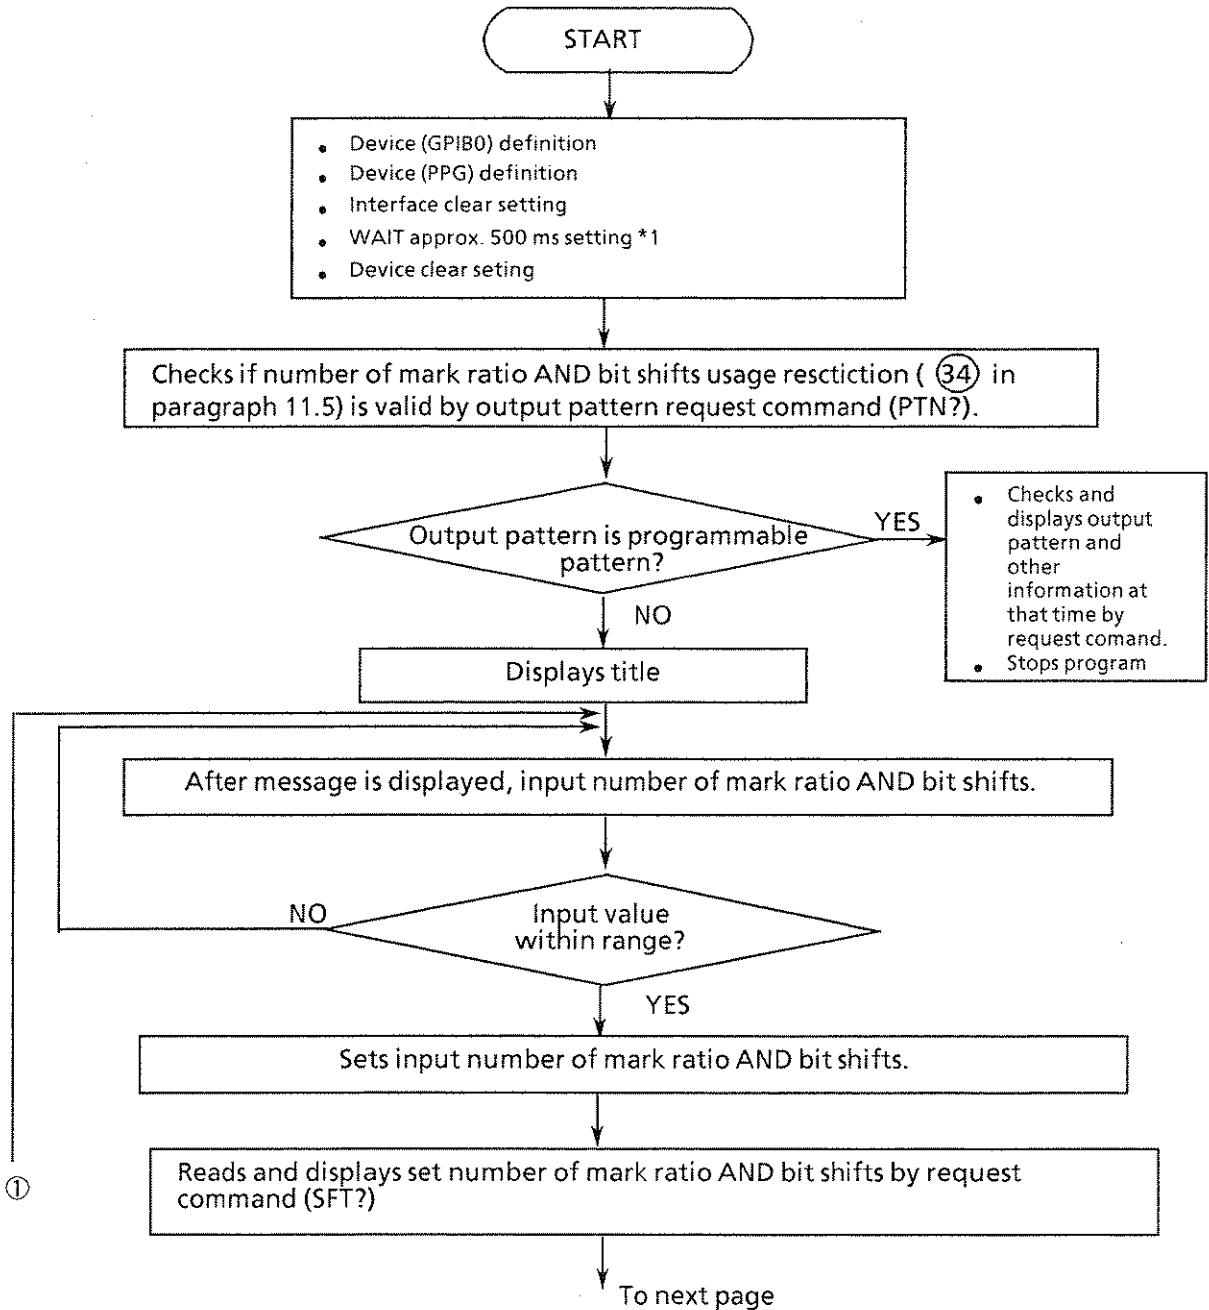 START
• Device (GPIB0) definition
• Device (PPG) definition
• Interface clear setting
• WAIT approx. 500 ms setting *1
• Device clear seting
Checks if number of mark ratio AND bit shifts usage resctiction ( ㉞ in
paragraph 11.5) is valid by output pattern request command (PTN?).
Output pattern is programmable
pattern?
YES
• Checks and
displays output
pattern and
other
information at
that time by
request comand.
• Stops program
NO
Displays title
After message is displayed, input number of mark ratio AND bit shifts.
NO
Input value
within range?
YES
Sets input number of mark ratio AND bit shifts.
Reads and displays set number of mark ratio AND bit shifts by request
command (SFT?)
①
To next page